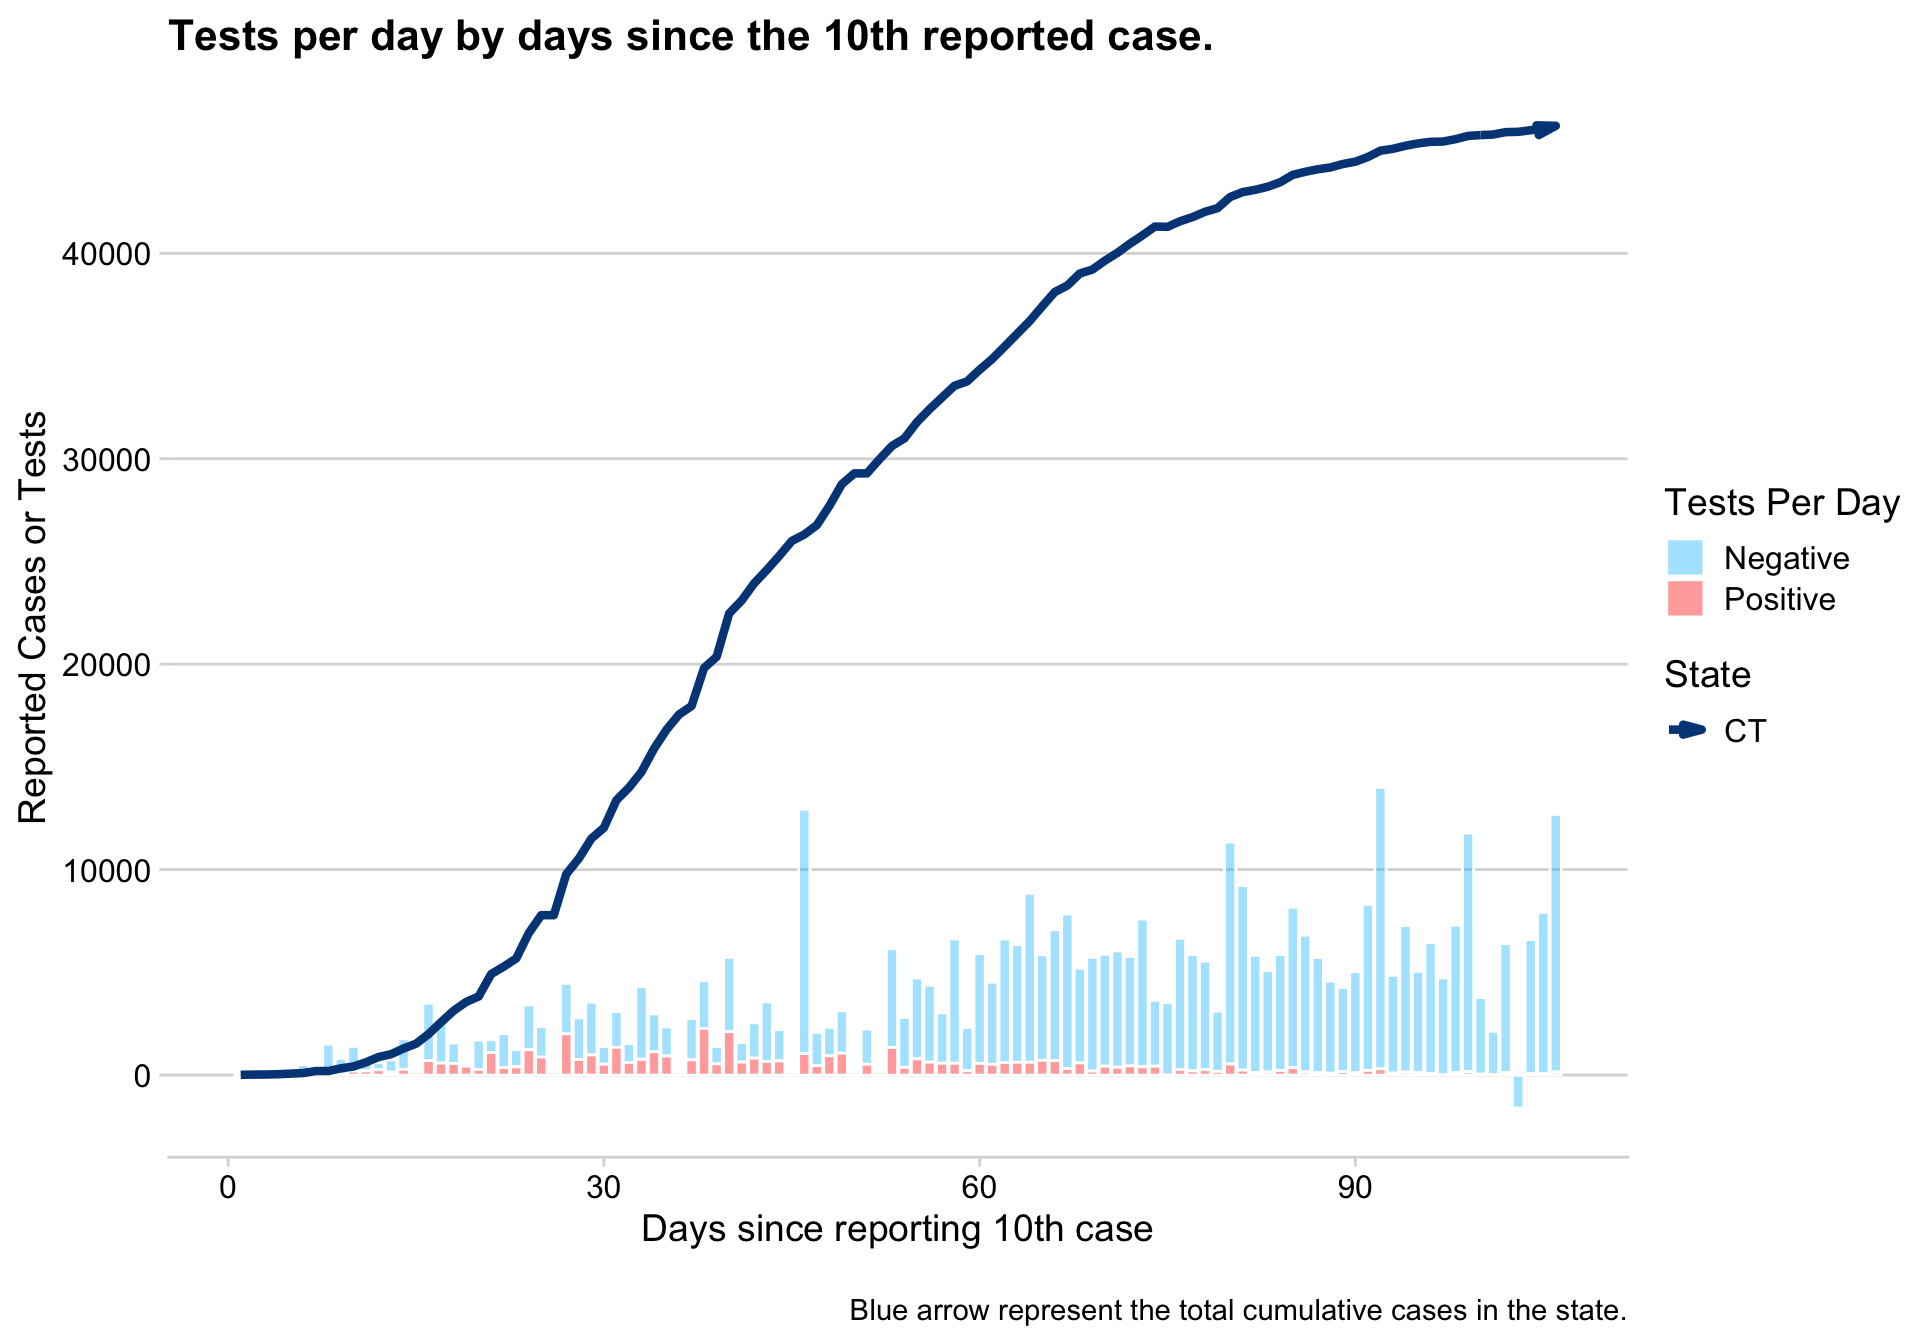 Tests per day by days since the 10th reported case.
Reported Cases or Tests
40000
30000
20000
10000
0
0 30 60 90
Days since reporting 10th case
Tests Per Day
Negative
Positive
State
CT
Blue arrow represent the total cumulative cases in the state.